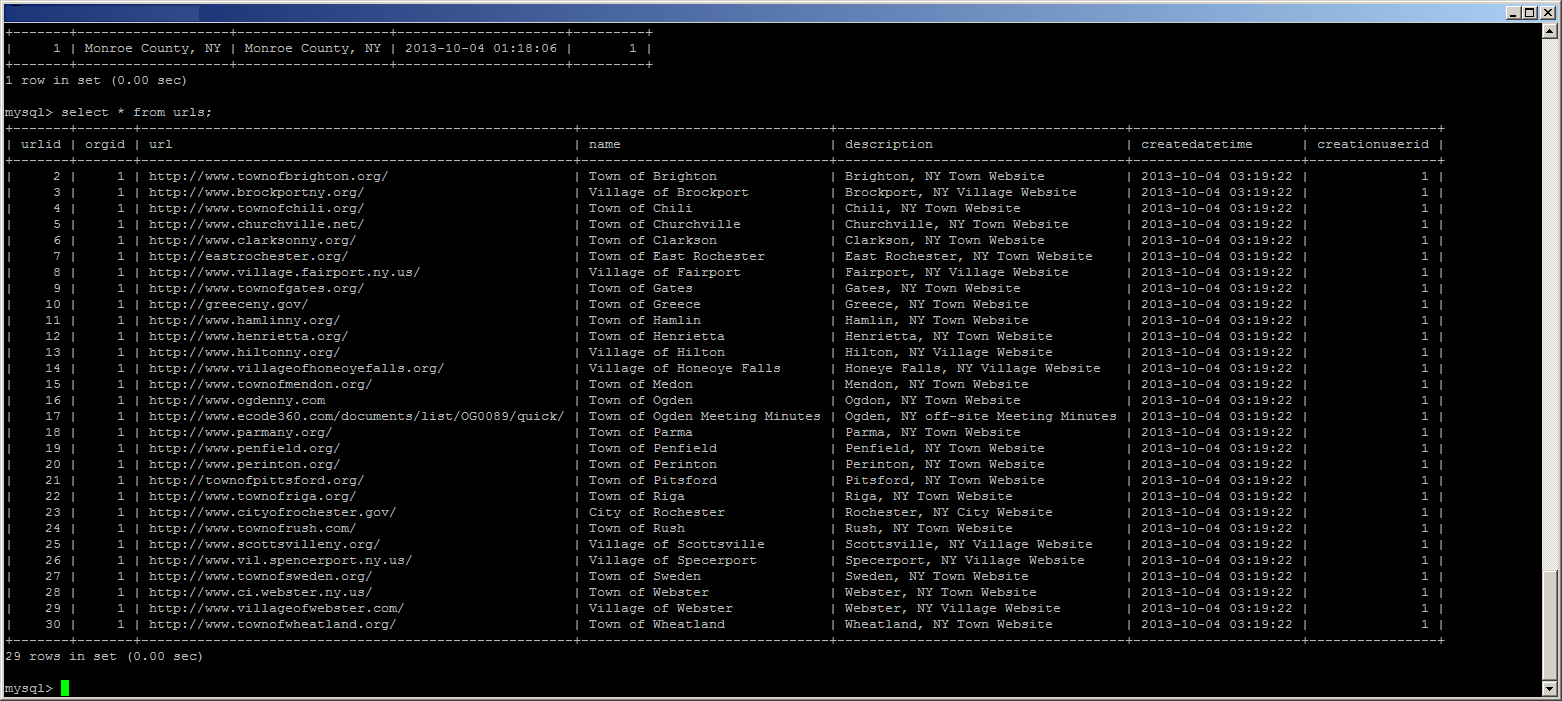 +-------+-------------------+-------------------+---------------------+---------+
|     1 | Monroe County, NY | Monroe County, NY | 2013-10-04 01:18:06 |       1 |
+-------+-------------------+-------------------+---------------------+---------+
1 row in set (0.00 sec)
mysql> select * from urls;
+-------+-------+------------------------------------------------------+-------------------------------+-----------------------------------+---------------------+----------------+
| urlid | orgid | url                                                  | name                          | description                       | createdatetime      | creationuserid |
+-------+-------+------------------------------------------------------+-------------------------------+-----------------------------------+---------------------+----------------+
|     2 |     1 | http://www.townofbrighton.org/                       | Town of Brighton              | Brighton, NY Town Website         | 2013-10-04 03:19:22 |              1 |
|     3 |     1 | http://www.brockportny.org/                          | Village of Brockport          | Brockport, NY Village Website     | 2013-10-04 03:19:22 |              1 |
|     4 |     1 | http://www.townofchili.org/                          | Town of Chili                 | Chili, NY Town Website            | 2013-10-04 03:19:22 |              1 |
|     5 |     1 | http://www.churchville.net/                          | Town of Churchville           | Churchville, NY Town Website      | 2013-10-04 03:19:22 |              1 |
|     6 |     1 | http://www.clarksonny.org/                           | Town of Clarkson              | Clarkson, NY Town Website         | 2013-10-04 03:19:22 |              1 |
|     7 |     1 | http://eastrochester.org/                            | Town of East Rochester        | East Rochester, NY Town Website   | 2013-10-04 03:19:22 |              1 |
|     8 |     1 | http://www.village.fairport.ny.us/                   | Village of Fairport           | Fairport, NY Village Website      | 2013-10-04 03:19:22 |              1 |
|     9 |     1 | http://www.townofgates.org/                          | Town of Gates                 | Gates, NY Town Website            | 2013-10-04 03:19:22 |              1 |
|    10 |     1 | http://greeceny.gov/                                 | Town of Greece                | Greece, NY Town Website           | 2013-10-04 03:19:22 |              1 |
|    11 |     1 | http://www.hamlinny.org/                             | Town of Hamlin                | Hamlin, NY Town Website           | 2013-10-04 03:19:22 |              1 |
|    12 |     1 | http://www.henrietta.org/                            | Town of Henrietta             | Henrietta, NY Town Website        | 2013-10-04 03:19:22 |              1 |
|    13 |     1 | http://www.hiltonny.org/                             | Village of Hilton             | Hilton, NY Village Website        | 2013-10-04 03:19:22 |              1 |
|    14 |     1 | http://www.villageofhoneoyefalls.org/                | Village of Honeoye Falls      | Honeye Falls, NY Village Website  | 2013-10-04 03:19:22 |              1 |
|    15 |     1 | http://www.townofmendon.org/                         | Town of Medon                 | Mendon, NY Town Website           | 2013-10-04 03:19:22 |              1 |
|    16 |     1 | http://www.ogdenny.com                               | Town of Ogden                 | Ogdon, NY Town Website            | 2013-10-04 03:19:22 |              1 |
|    17 |     1 | http://www.ecode360.com/documents/list/OG0089/quick/ | Town of Ogden Meeting Minutes | Ogden, NY off-site Meeting Minutes | 2013-10-04 03:19:22 |              1 |
|    18 |     1 | http://www.parmany.org/                              | Town of Parma                 | Parma, NY Town Website            | 2013-10-04 03:19:22 |              1 |
|    19 |     1 | http://www.penfield.org/                             | Town of Penfield              | Penfield, NY Town Website         | 2013-10-04 03:19:22 |              1 |
|    20 |     1 | http://www.perinton.org/                             | Town of Perinton              | Perinton, NY Town Website         | 2013-10-04 03:19:22 |              1 |
|    21 |     1 | http://townofpittsford.org/                          | Town of Pitsford              | Pitsford, NY Town Website         | 2013-10-04 03:19:22 |              1 |
|    22 |     1 | http://www.townofriga.org/                           | Town of Riga                  | Riga, NY Town Website             | 2013-10-04 03:19:22 |              1 |
|    23 |     1 | http://www.cityofrochester.gov/                      | City of Rochester             | Rochester, NY City Website        | 2013-10-04 03:19:22 |              1 |
|    24 |     1 | http://www.townofrush.com/                           | Town of Rush                  | Rush, NY Town Website             | 2013-10-04 03:19:22 |              1 |
|    25 |     1 | http://www.scottsvilleny.org/                        | Village of Scottsville        | Scottsville, NY Village Website   | 2013-10-04 03:19:22 |              1 |
|    26 |     1 | http://www.vil.spencerport.ny.us/                    | Village of Specerport         | Specerport, NY Village Website    | 2013-10-04 03:19:22 |              1 |
|    27 |     1 | http://www.townofsweden.org/                         | Town of Sweden                | Sweden, NY Town Website           | 2013-10-04 03:19:22 |              1 |
|    28 |     1 | http://www.ci.webster.ny.us/                         | Town of Webster               | Webster, NY Town Website          | 2013-10-04 03:19:22 |              1 |
|    29 |     1 | http://www.villageofwebster.com/                     | Village of Webster            | Webster, NY Village Website       | 2013-10-04 03:19:22 |              1 |
|    30 |     1 | http://www.townofwheatland.org/                      | Town of Wheatland             | Wheatland, NY Town Website        | 2013-10-04 03:19:22 |              1 |
+-------+-------+------------------------------------------------------+-------------------------------+-----------------------------------+---------------------+----------------+
29 rows in set (0.00 sec)
mysql>